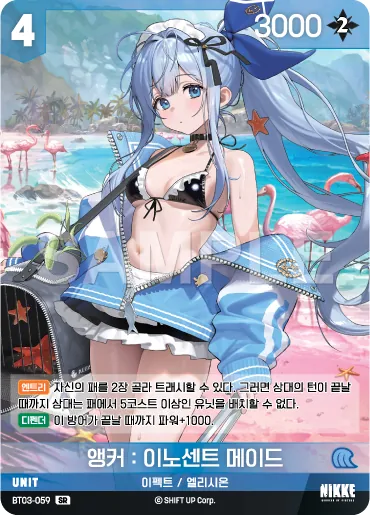 4
3000
2
SAMPLE
엔트리 자신의 패를 2장 골라 트래시할 수 있다. 그러면 상대의 턴이 끝날
때까지 상대는 패에서 5코스트 이상인 유닛을 배치할 수 없다.
디펜더 이 방어가 끝날 때까지 파워+1000.
앵커 : 이노센트 메이드
UNIT
이펙트 / 엘리시온
BT03-059 SR
© SHIFT UP Corp.
NIKKE